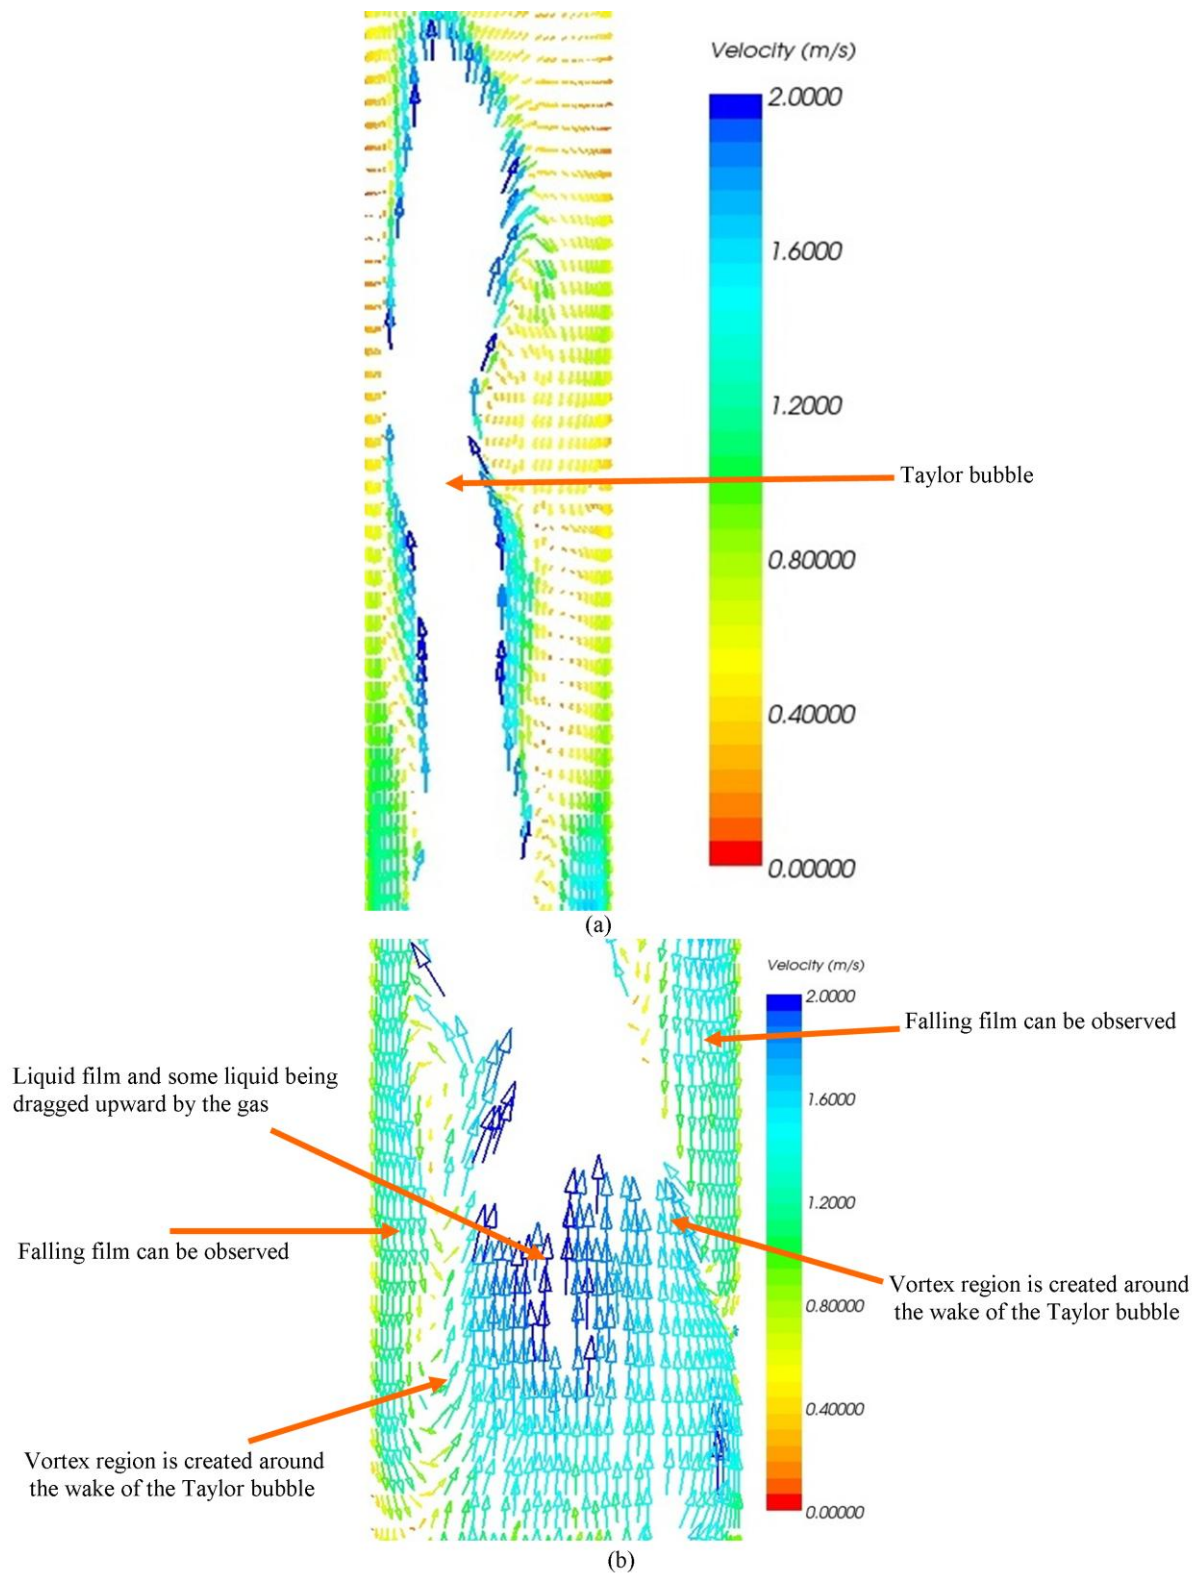 Velocity (m/s)
2.0000
1.6000
1.2000
Taylor bubble
0.80000
0.40000
0.00000
(a)
Velocity (m/s)
2.0000
Falling film can be observed
Liquid film and some liquid being
dragged upward by the gas
1.6000
1.2000
Falling film can be observed
Vortex region is created around
the wake of the Taylor bubble
0.80000
0.40000
Vortex region is created around
the wake of the Taylor bubble
0.00000
(b)